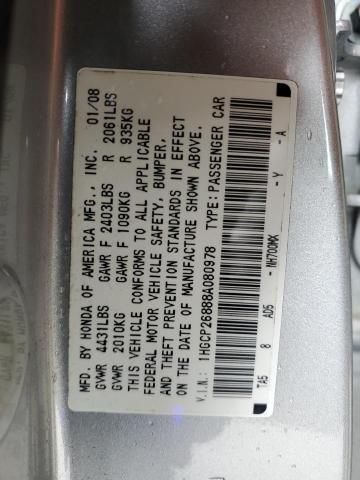 MFD. BY HONDA OF AMERICA MFG., INC. 01/08
GVWR 4431LBS GAWR F 2403LBS R 2061LBS
GVWR 2010KG GAWR F 1090KG R 935KG
THIS VEHICLE CONFORMS TO ALL APPLICABLE
FEDERAL MOTOR VEHICLE SAFETY, BUMPER,
AND THEFT PREVENTION STANDARDS IN EFFECT
ON THE DATE OF MANUFACTURE SHOWN ABOVE.
V.I.N.: 1HGCP26888A080978 TYPE: PASSENGER CAR
TA5 8 AD5 -NH700MX -Y -A